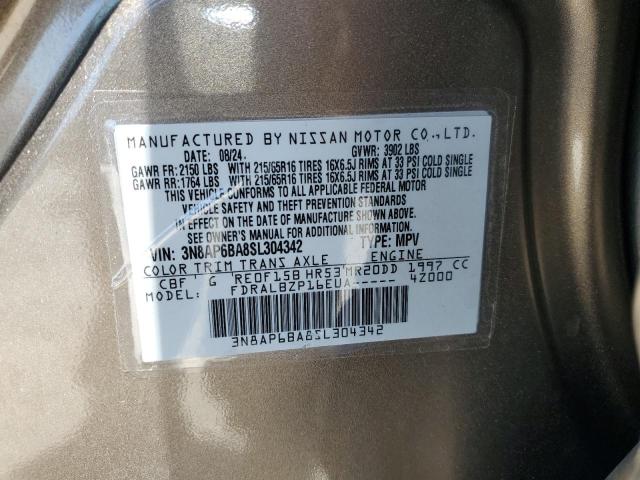 MANUFACTURED BY NISSAN MOTOR CO.,LTD.
DATE: 08/24 GVWR: 3902 LBS
GAWR FR: 2150 LBS WITH 215/65R16 TIRES 16X6.5J RIMS AT 33 PSI COLD SINGLE
GAWR RR: 1764 LBS WITH 215/65R16 TIRES 16X6.5J RIMS AT 33 PSI COLD SINGLE
THIS VEHICLE CONFORMS TO ALL APPLICABLE FEDERAL MOTOR
VEHICLE SAFETY AND THEFT PREVENTION STANDARDS
IN EFFECT ON THE DATE OF MANUFACTURE SHOWN ABOVE.
SEE OWNER'S MANUAL FOR ADDITIONAL INFORMATION.
VIN: 3N8AP6BA8SL304342 TYPE: MPV
COLOR TRIM TRANS AXLE ENGINE
CBF G RE0F15B HR53 MR20DD 1997 CC
MODEL: FDRALBZP16EUA----- 4Z000
3N8AP6BA8SL304342